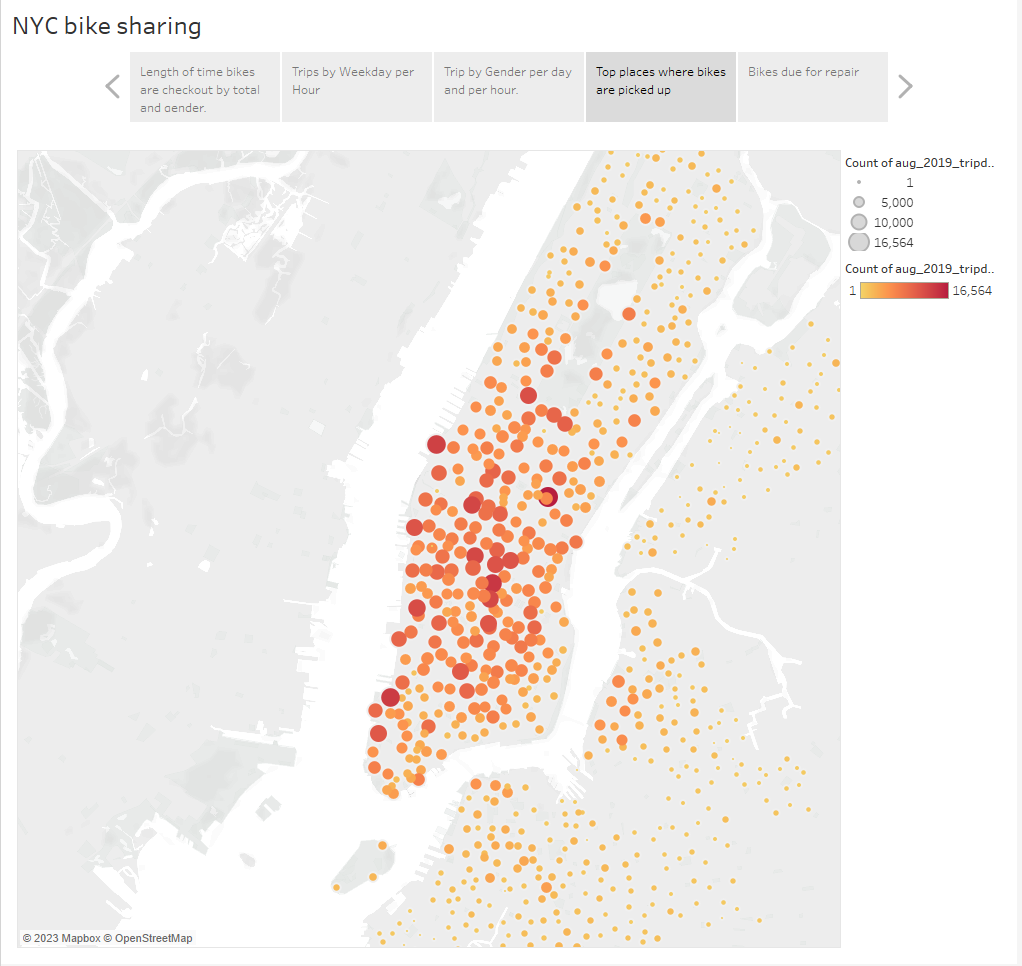 NYC bike sharing
Length of time bikes
are checkout by total
and gender.
Trips by Weekday per
Hour
Trip by Gender per day
and per hour.
Top places where bikes
are picked up
Bikes due for repair
Count of aug_2019_tripd..
1
5,000
10,000
16,564
Count of aug_2019_tripd..
1 16,564
© 2023 Mapbox © OpenStreetMap